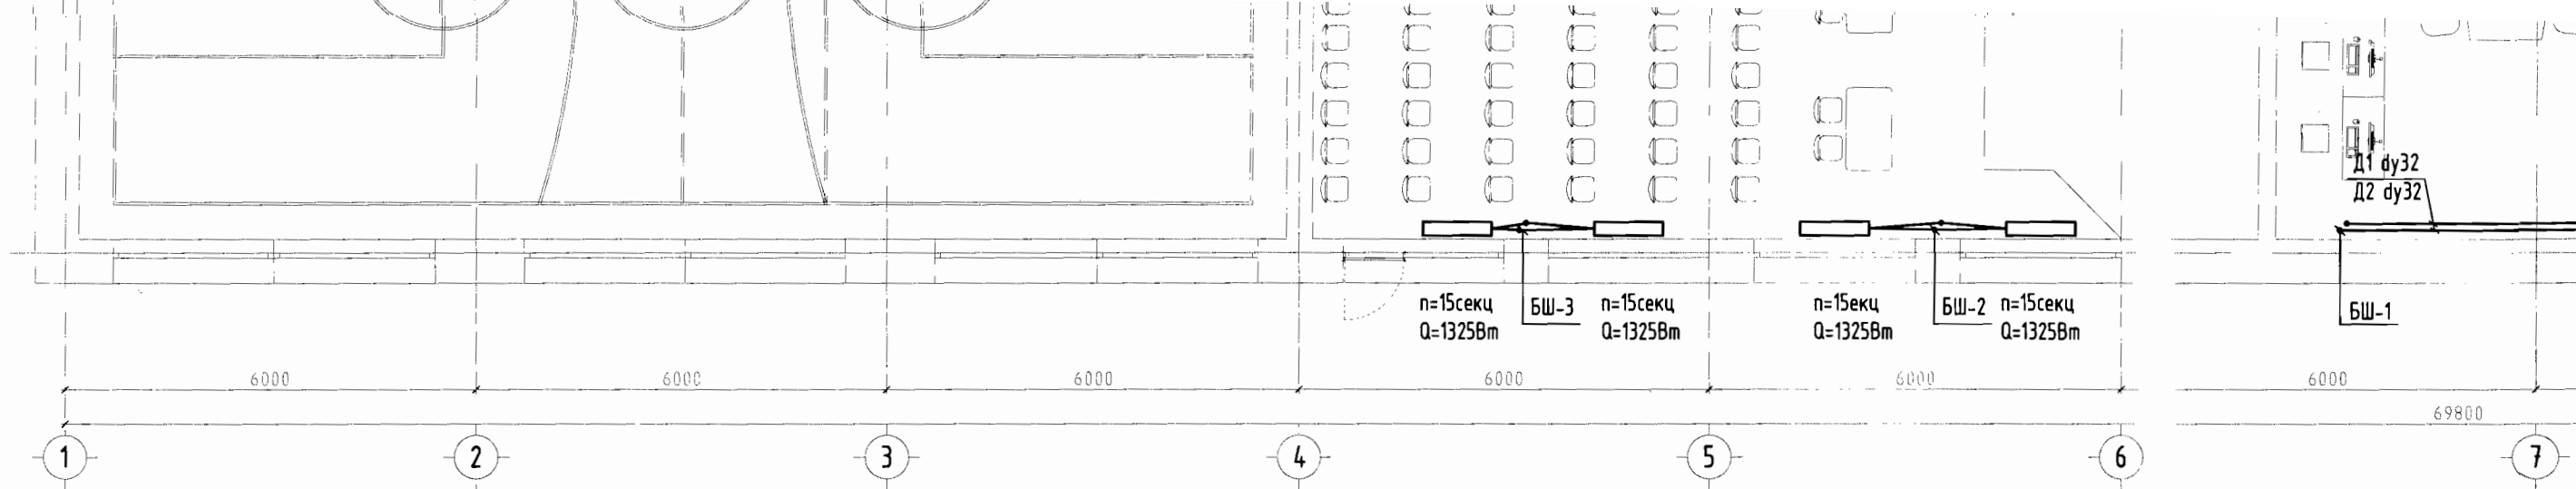 Д1 dy32
Д2 dy32
n=15секц
Q=1325Вт
БШ-3
n=15секц
Q=1325Вт
n=15екц
Q=1325Вт
БШ-2
n=15секц
Q=1325Вт
БШ-1
6000
6000
6000
6000
6000
6000
69800
1
2
3
4
5
6
7